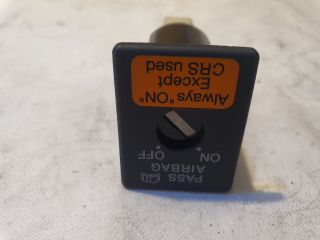 PASS
AIRBAG
ON OFF
Always "ON"
Except
CRS used